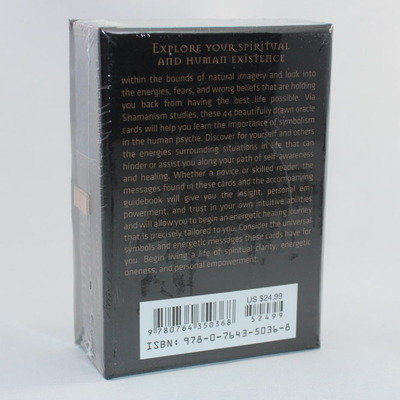 EXPLORE YOUR SPIRITUAL
AND HUMAN EXISTENCE
within the bounds of natural imagery and look into
the energies, fears, and wrong beliefs that are holding
you back from having the best life possible. Via
Shamanism studies, these 44 beautifully drawn oracle
cards will help you learn the importance of symbolism
in the human psyche. Discover for yourself and others
the energies surrounding situations in life that can
hinder or assist you along your path of self-awareness
and healing. Whether a novice or skilled reader, the
messages found in these cards and the accompanying
guidebook will give you the insight, personal em-
powerment, and trust in your own intuitive abilities
and will allow you to begin an energetic healing journey
that is precisely tailored to you. Consider the universal
symbols and energetic messages these cards have for
you. Begin living a life of spiritual clarity, energetic
oneness, and personal empowerment.
US $24.99
9 780764 350368
52499
ISBN: 978-0-7643-5036-8